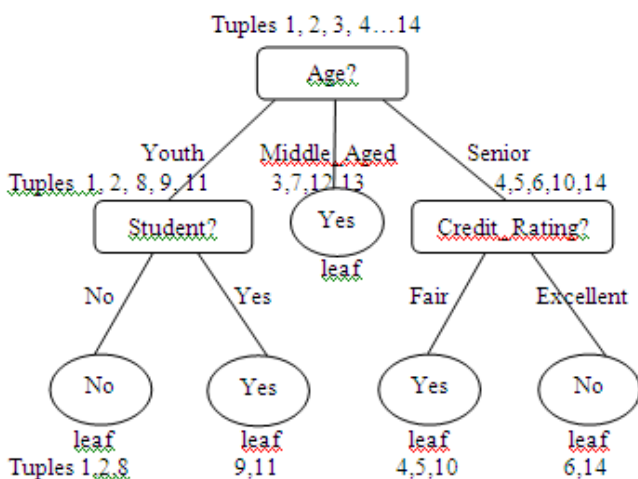 Tuples 1, 2, 3, 4...14
Age?
Youth Middle_Aged Senior
Tuples 1, 2, 8, 9, 11 3,7,12,13 4,5,6,10,14
Student? Yes Credit_Rating?
leaf
No Yes Fair Excellent
No Yes Yes No
leaf leaf leaf leaf
Tuples 1,2,8 9,11 4,5,10 6,14